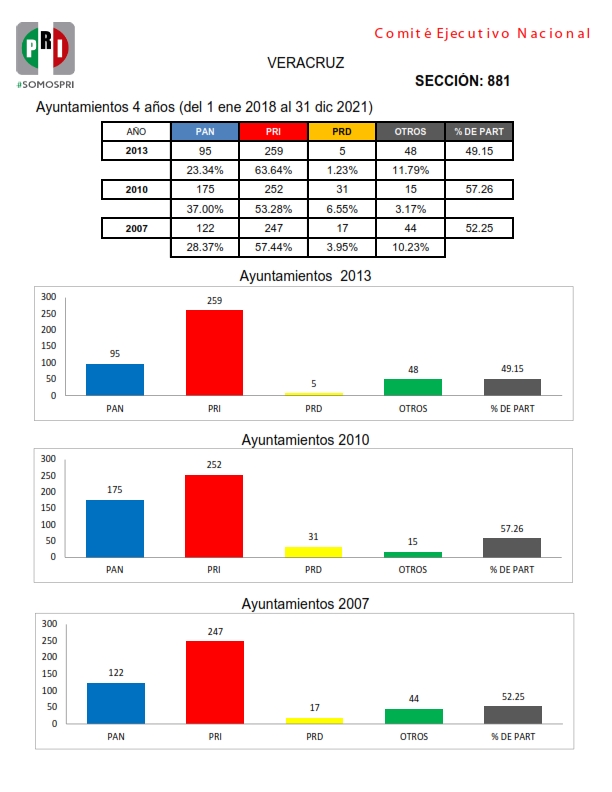 Comité Ejecutivo Nacional
PRI
#SOMOSPRI
VERACRUZ
SECCIÓN: 881
Ayuntamientos 4 años (del 1 ene 2018 al 31 dic 2021)
AÑO PAN PRI PRD OTROS % DE PART
2013 95 259 5 48 49.15
23.34% 63.64% 1.23% 11.79%
2010 175 252 31 15 57.26
37.00% 53.28% 6.55% 3.17%
2007 122 247 17 44 52.25
28.37% 57.44% 3.95% 10.23%
Ayuntamientos 2013
300
250
200
150
100
50
0
95 259 5 48 49.15
PAN PRI PRD OTROS % DE PART
Ayuntamientos 2010
300
250
200
150
100
50
0
175 252 31 15 57.26
PAN PRI PRD OTROS % DE PART
Ayuntamientos 2007
300
250
200
150
100
50
0
122 247 17 44 52.25
PAN PRI PRD OTROS % DE PART